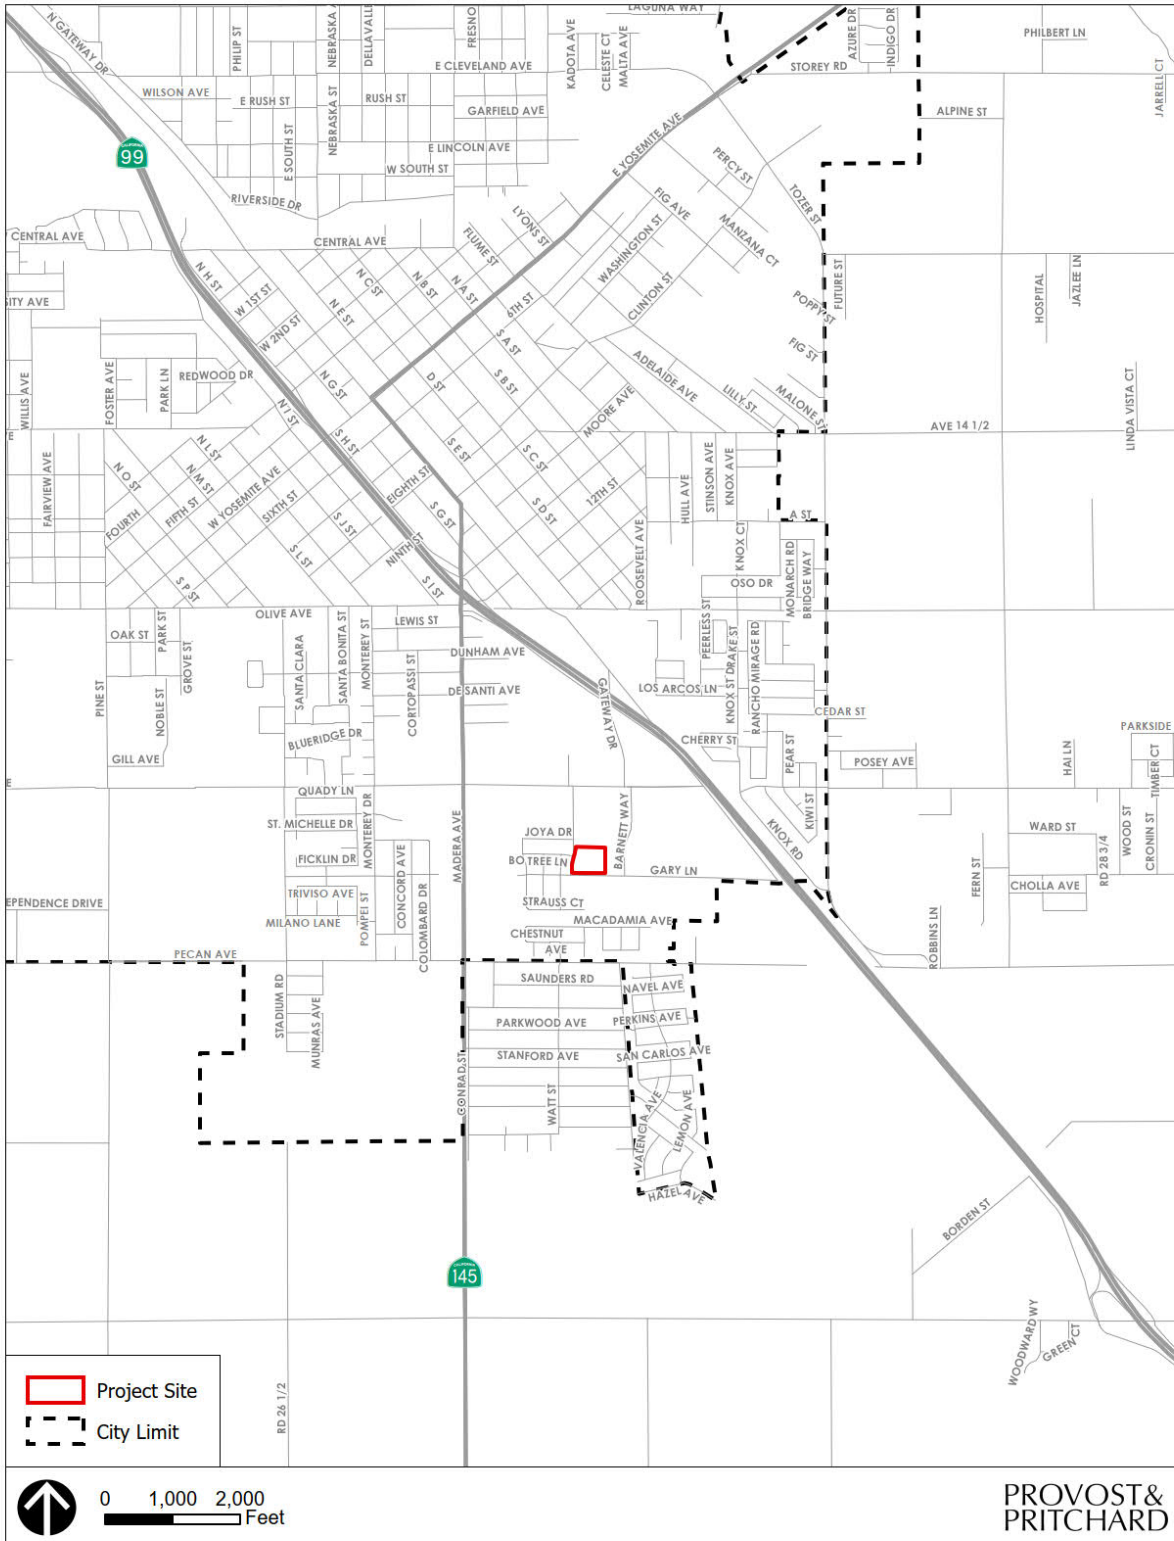 LAGUNA WAY
N GATEWAY DR
PHILIP ST
NEBRASKA
DELLAVALL
FRESNO
KADOTA AVE
CELESTE CT
MALTA AVE
AZURE DR
INDIGO DR
PHILBERT LN
E CLEVELAND AVE
STOREY RD
JARRELL CT
WILSON AVE
E RUSH ST
RUSH ST
GARFIELD AVE
ALPINE ST
NEBRASKA ST
E SOUTH ST
E LINCOLN AVE
W SOUTH ST
E YOSEMITE AVE
PERCY ST
CALIFORNIA
99
RIVERSIDE DR
FIG AVE
TOZER ST
LYONS ST
FLUME ST
MANZANA CT
WASHINGTON ST
CENTRAL AVE
CENTRAL AVE
N H ST
W 1ST ST
N C ST
N B ST
N A ST
6TH ST
CLINTON ST
POPPY ST
FUTURE ST
HOSPITAL
JAZLEE LN
SITY AVE
W 2ND ST
N E ST
S A ST
FIG ST
ADELAIDE AVE
WILLIS AVE
FOSTER AVE
PARK LN
REDWOOD DR
N G ST
D ST
S B ST
LILLY ST
MALONE ST
LINDA VISTA CT
N I ST
MOORE AVE
AVE 14 1/2
E
S H ST
S E ST
S C ST
N L ST
FAIRVIEW AVE
N O ST
N M ST
W YOSEMITE AVE
EIGHTH ST
12TH ST
HULL AVE
STINSON AVE
KNOX AVE
FOURTH
FIFTH ST
SIXTH ST
S J ST
S G ST
S D ST
A ST
S L ST
NINTH ST
ROOSEVELT AVE
KNOX CT
S P ST
S I ST
OSO DR
MONARCH RD
BRIDGE WAY
OLIVE AVE
OAK ST
PARK ST
GROVE ST
SANTA CLARA
SANTA BONITA ST
MONTEREY ST
LEWIS ST
DUNHAM AVE
PEERLESS ST
DRAKE ST
RANCHO MIRAGE RD
PINE ST
NOBLE ST
CORTOPASSI ST
DE SANTI AVE
GATEWAY DR
LOS ARCOS LN
KNOX ST
CEDAR ST
PARKSIDE
BLUERIDGE DR
CHERRY ST
PEAR ST
GILL AVE
POSEY AVE
HAI LN
TIMBER CT
E
QUADY LN
ST. MICHELLE DR
MONTEREY DR
MADERA AVE
JOYA DR
BARNETT WAY
KIWI ST
KNOX RD
WARD ST
WOOD ST
CRONIN ST
FICKLIN DR
CONCORD AVE
BO TREE LN
GARY LN
FERN ST
RD 28 3/4
CHOLLA AVE
EPENDENCE DRIVE
TRIVISO AVE
POMPEI ST
COLOMBARD DR
STRAUSS CT
MILANO LANE
MACADAMIA AVE
CHESTNUT
AVE
ROBBINS LN
PECAN AVE
STADIUM RD
MUNRAS AVE
SAUNDERS RD
NAVEL AVE
PARKWOOD AVE
PERKINS AVE
STANFORD AVE
SAN CARLOS AVE
CONRAD ST
WATT ST
VALENCIA AVE
LEMON AVE
HAZEL AVE
BORDEN ST
CALIFORNIA
145
WOODWARD WY
GREEN CT
RD 26 1/2
Project Site
City Limit
0 1,000 2,000
Feet
PROVOST&
PRITCHARD